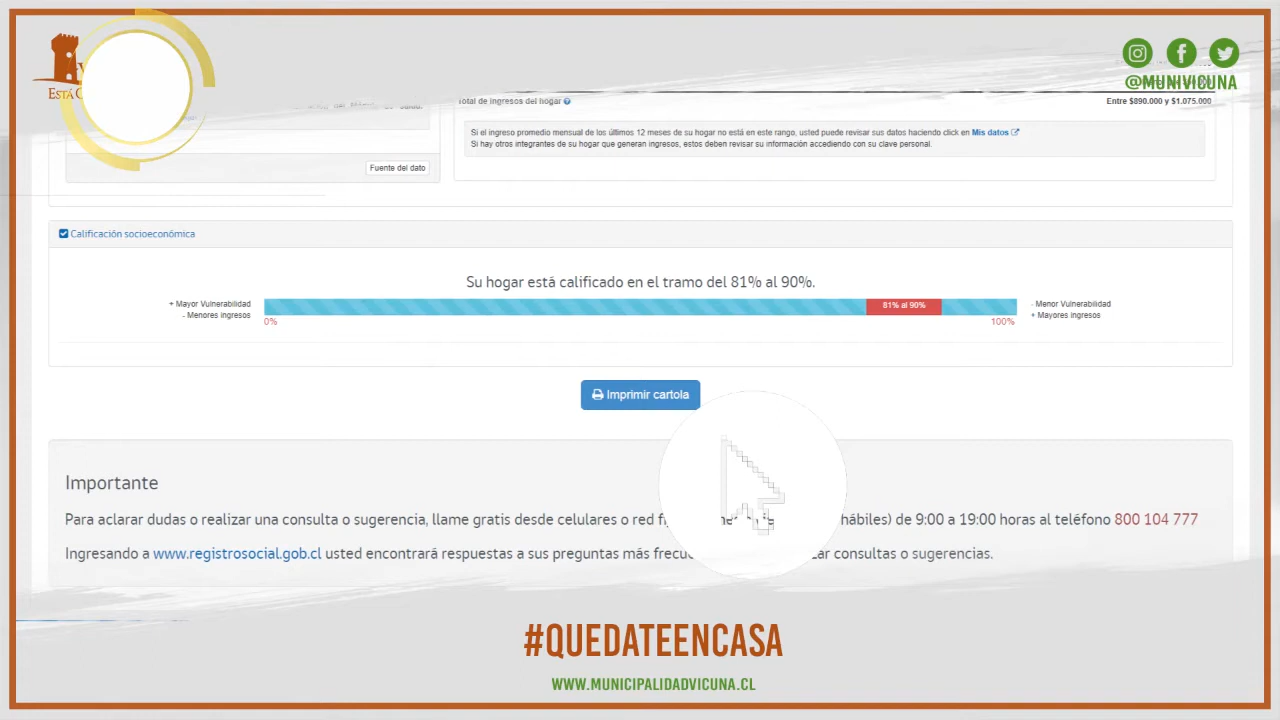 ESTÁ
@MUNIVICUNA
Total de ingresos del hogar
Entre $890.000 y $1.075.000
Si el ingreso promedio mensual de los últimos 12 meses de su hogar no está en este rango, usted puede revisar sus datos haciendo click en Mis datos
Si hay otros integrantes de su hogar que generan ingresos, estos deben revisar su información accediendo con su clave personal.
Fuente del dato
Calificación socioeconómica
Su hogar está calificado en el tramo del 81% al 90%.
+ Mayor Vulnerabilidad
- Menores ingresos
81% al 90%
0%
100%
- Menor Vulnerabilidad
+ Mayores ingresos
Imprimir cartola
Importante
Para aclarar dudas o realizar una consulta o sugerencia, llame gratis desde celulares o red hábiles) de 9:00 a 19:00 horas al teléfono 800 104 777
Ingresando a www.registrosocial.gob.cl usted encontrará respuestas a sus preguntas más consultas o sugerencias.
#QUEDATEENCASA
WWW.MUNICIPALIDADVICUNA.CL